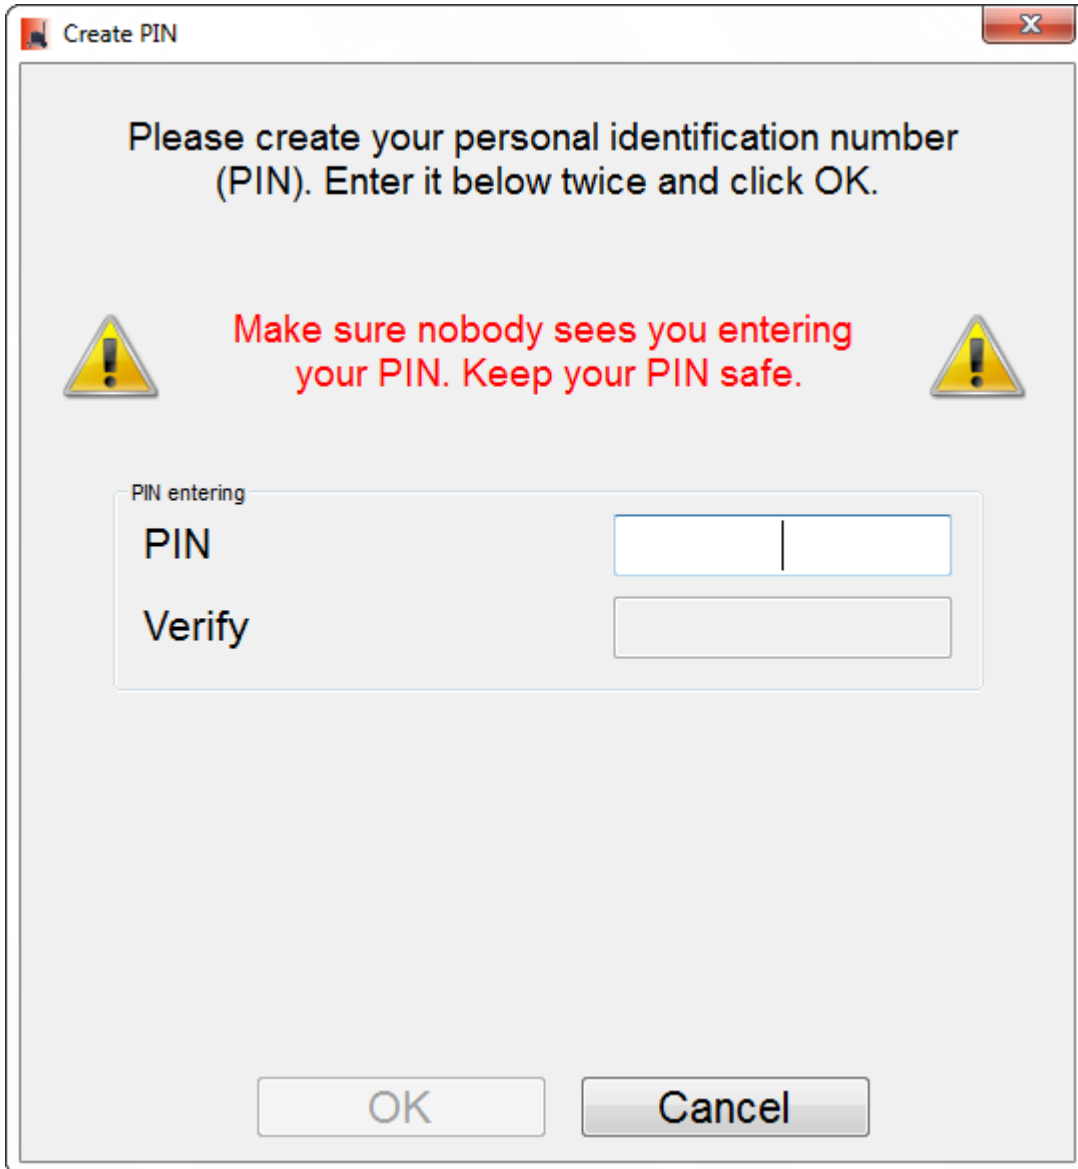 Create PIN
Please create your personal identification number
(PIN). Enter it below twice and click OK.
Make sure nobody sees you entering
your PIN. Keep your PIN safe.
PIN entering
PIN
Verify
OK
Cancel